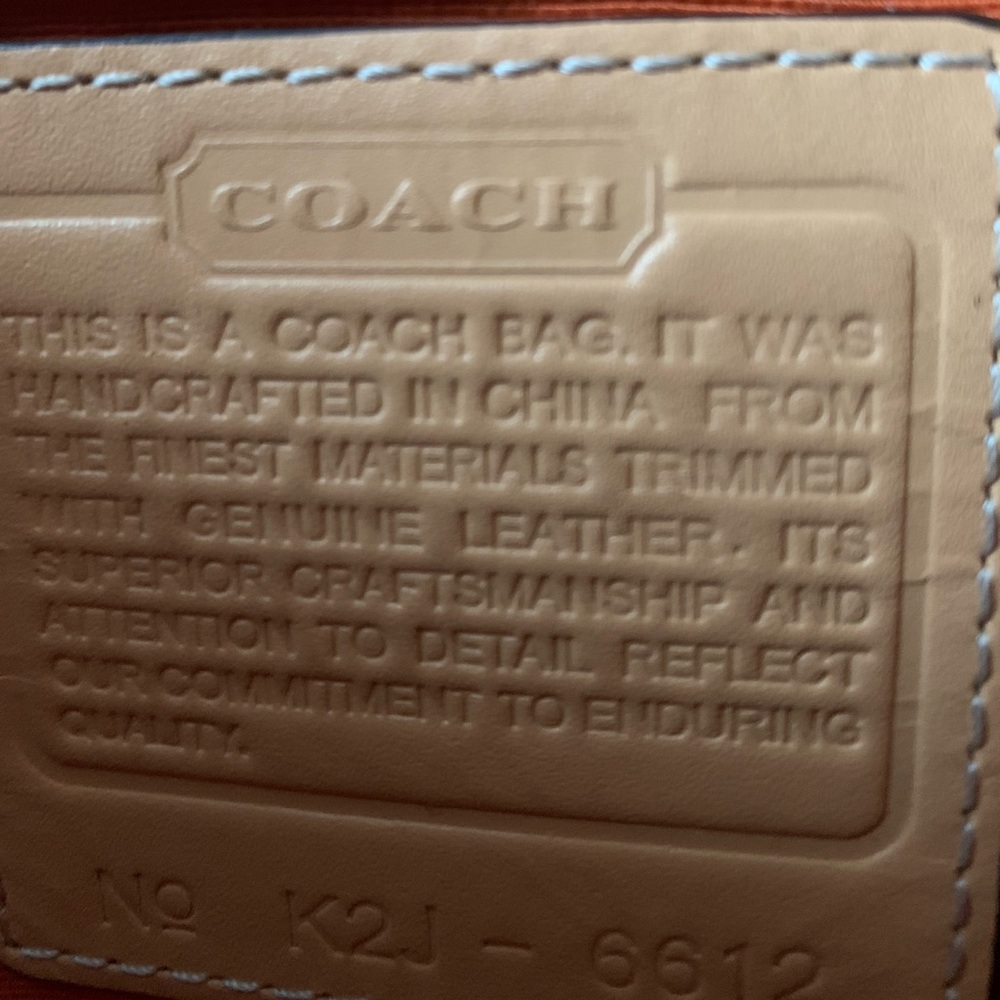 COACH
THIS IS A COACH BAG. IT WAS
HANDCRAFTED IN CHINA FROM
THE FINEST MATERIALS TRIMMED
WITH GENUINE LEATHER. ITS
SUPERIOR CRAFTSMANSHIP AND
ATTENTION TO DETAIL REFLECT
OUR COMMITMENT TO ENDURING
QUALITY.
Nº K2J - 6612